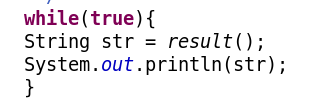 while(true){
String str = result();
System.out.println(str);
}